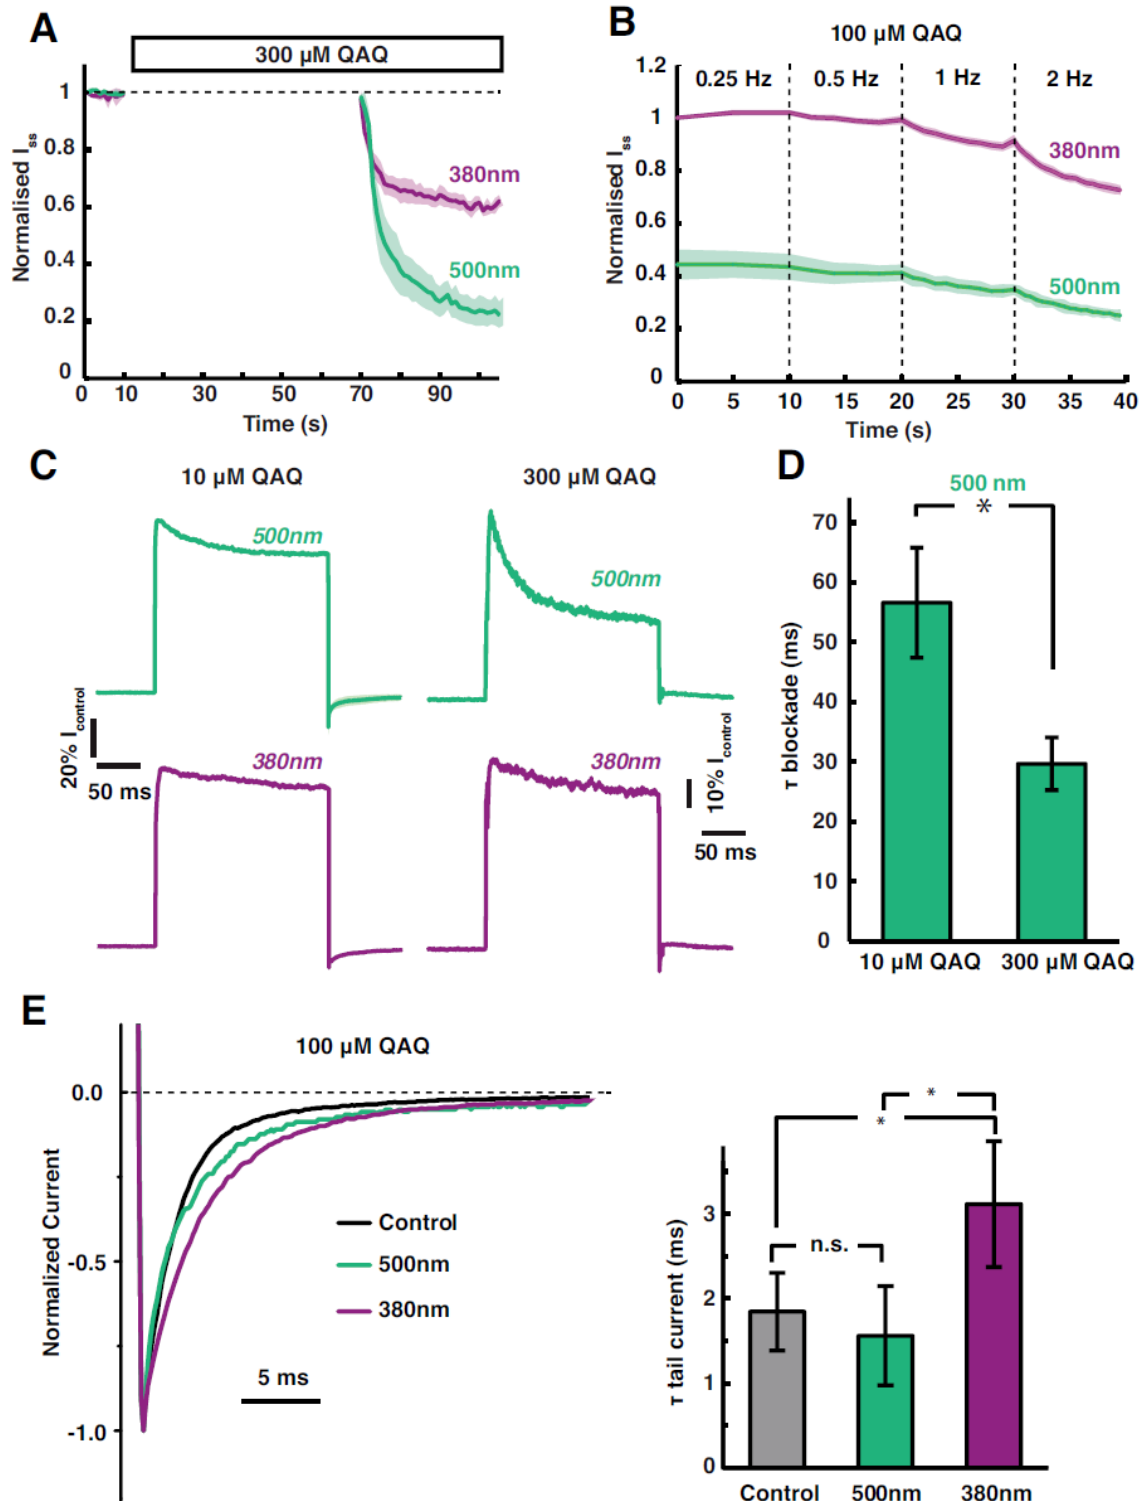 A
300 µM QAQ
Normalised Iss
1
0.8
0.6
0.4
0.2
0
380nm
500nm
0 10 30 50 70 90
Time (s)
B
100 µM QAQ
Normalised Iss
1.2
1
0.8
0.6
0.4
0.2
0
0.25 Hz 0.5 Hz 1 Hz 2 Hz
380nm
500nm
0 5 10 15 20 25 30 35 40
Time (s)
C
10 µM QAQ
300 µM QAQ
500nm
500nm
20% Icontrol
50 ms
380nm
380nm
10% Icontrol
50 ms
D
500 nm
*
τ blockade (ms)
70
60
50
40
30
20
10
0
10 µM QAQ 300 µM QAQ
E
100 µM QAQ
Normalized Current
0.0
-0.5
-1.0
Control
500nm
380nm
5 ms
*
*
n.s.
τ tail current (ms)
3
2
1
0
Control 500nm 380nm